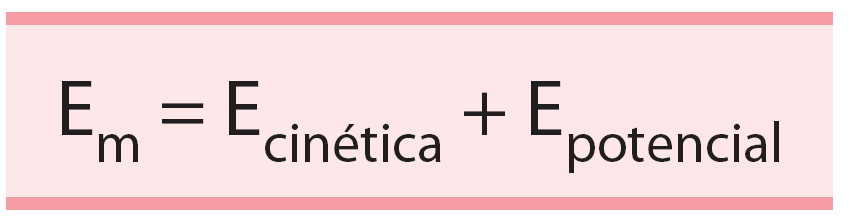 Em = Ecinética + Epotencial